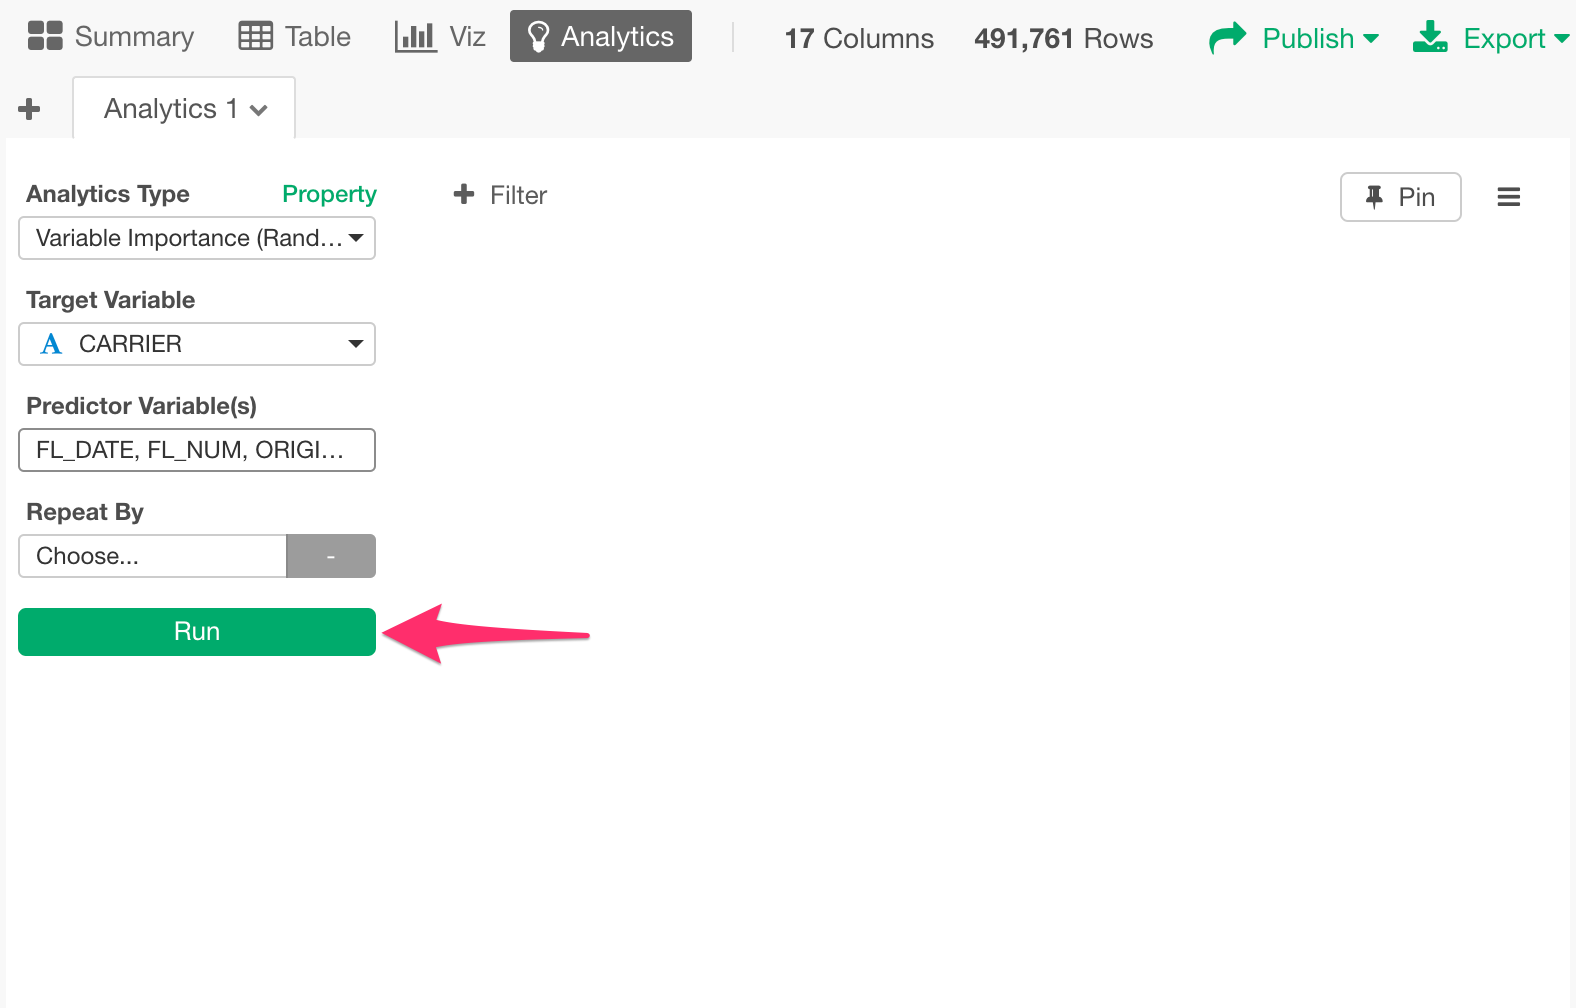 Summary Table Viz Analytics 17 Columns 491,761 Rows Publish Export
Analytics 1
Analytics Type Property + Filter Pin
Variable Importance (Rand...
Target Variable
A CARRIER
Predictor Variable(s)
FL_DATE, FL_NUM, ORIGI...
Repeat By
Choose... -
Run